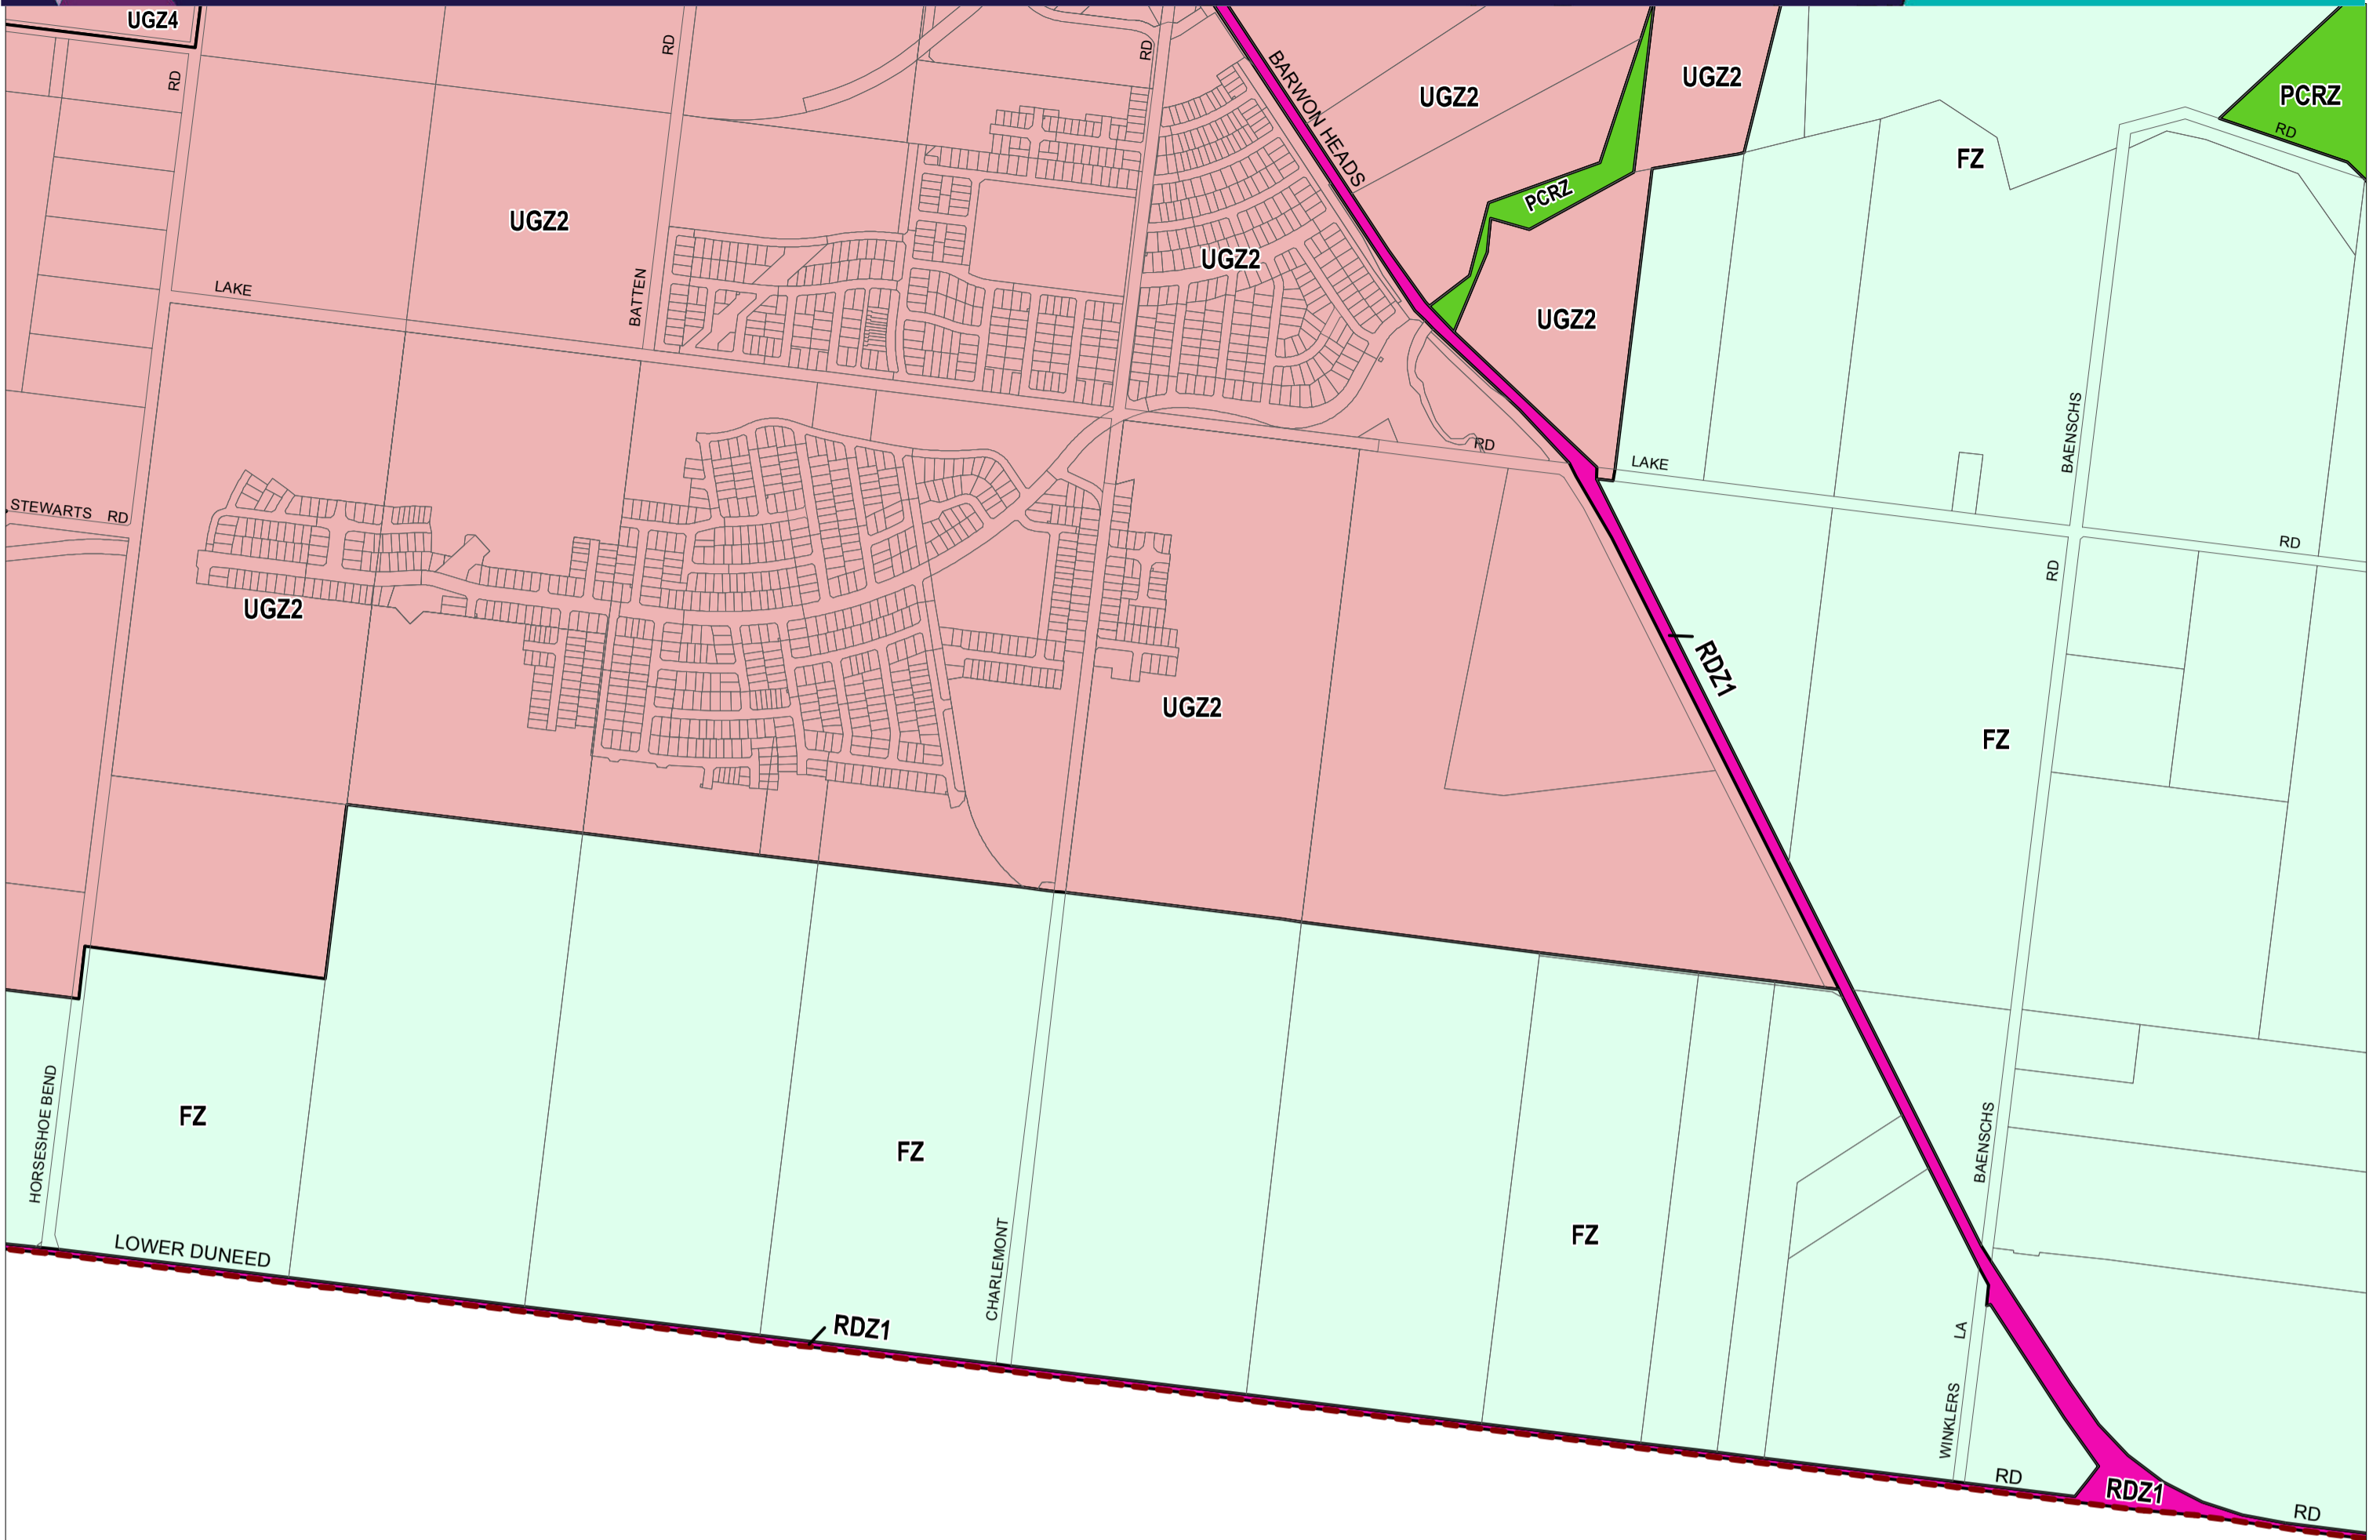 UGZ4
RD
RD
RD
BARWON HEADS
UGZ2
UGZ2
PCRZ
RD
FZ
PCRZ
UGZ2
UGZ2
LAKE
BATTEN
UGZ2
RD
LAKE
BAENSCHS
STEWARTS RD
RD
RD
UGZ2
RDZ1
UGZ2
FZ
HORSESHOE BEND
FZ
FZ
BAENSCHS
FZ
LOWER DUNEED
CHARLEMONT
RDZ1
LA
WINKLERS
RD
RDZ1
RD